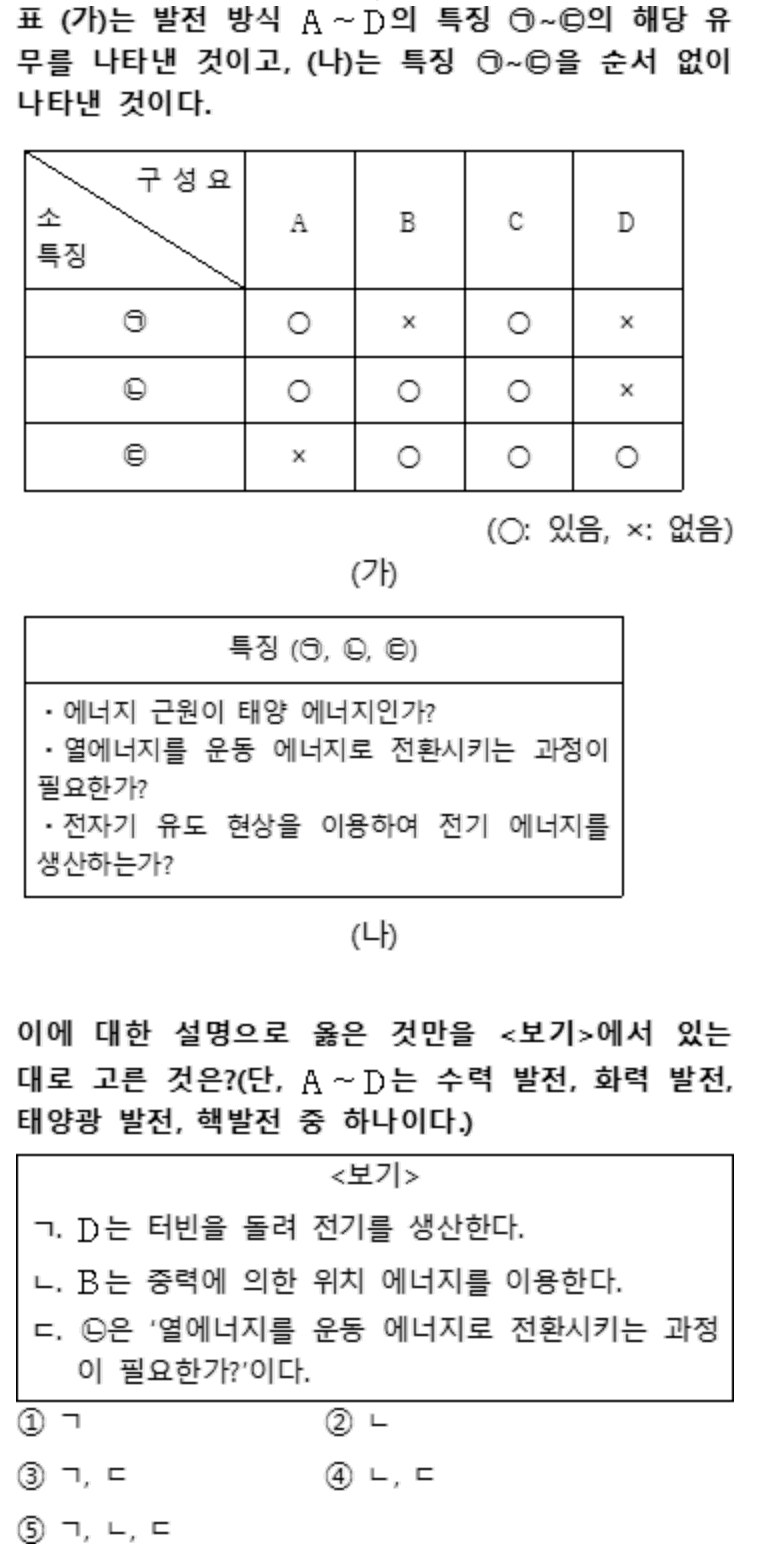 표 (가)는 발전 방식 A ~ D의 특징 ㉠~㉢의 해당 유
무를 나타낸 것이고, (나)는 특징 ㉠~㉢을 순서 없이
나타낸 것이다.
구 성 요
소
특징
A B C D
㉠ ○ × ○ ×
㉡ ○ ○ ○ ×
㉢ × ○ ○ ○
(○: 있음, ×: 없음)
(가)
특징 (㉠, ㉡, ㉢)
· 에너지 근원이 태양 에너지인가?
· 열에너지를 운동 에너지로 전환시키는 과정이
필요한가?
· 전자기 유도 현상을 이용하여 전기 에너지를
생산하는가?
(나)
이에 대한 설명으로 옳은 것만을 <보기>에서 있는
대로 고른 것은?(단, A ~ D는 수력 발전, 화력 발전,
태양광 발전, 핵발전 중 하나이다.)
<보기>
ㄱ. D는 터빈을 돌려 전기를 생산한다.
ㄴ. B는 중력에 의한 위치 에너지를 이용한다.
ㄷ. ㉡은 '열에너지를 운동 에너지로 전환시키는 과정
이 필요한가?'이다.
① ㄱ ② ㄴ
③ ㄱ, ㄷ ④ ㄴ, ㄷ
⑤ ㄱ, ㄴ, ㄷ